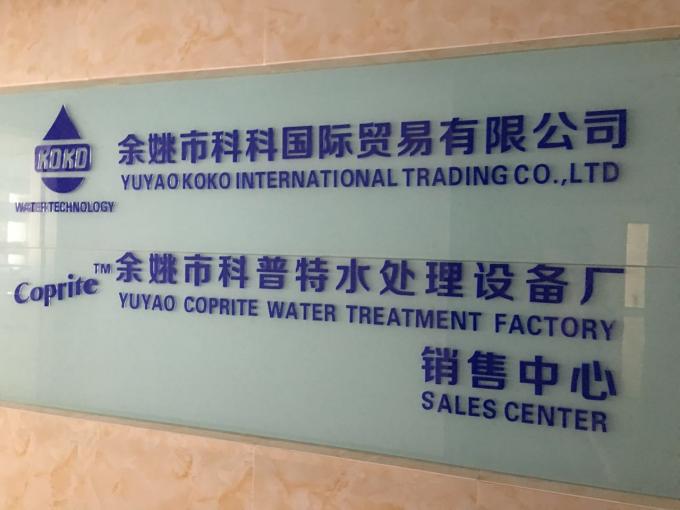 KOKO
WATER TECHNOLOGY
余姚市科科国际贸易有限公司
YUYAO KOKO INTERNATIONAL TRADING CO.,LTD
Coprite™
余姚市科普特水处理设备厂
YUYAO COPRITE WATER TREATMENT FACTORY
销售中心
SALES CENTER